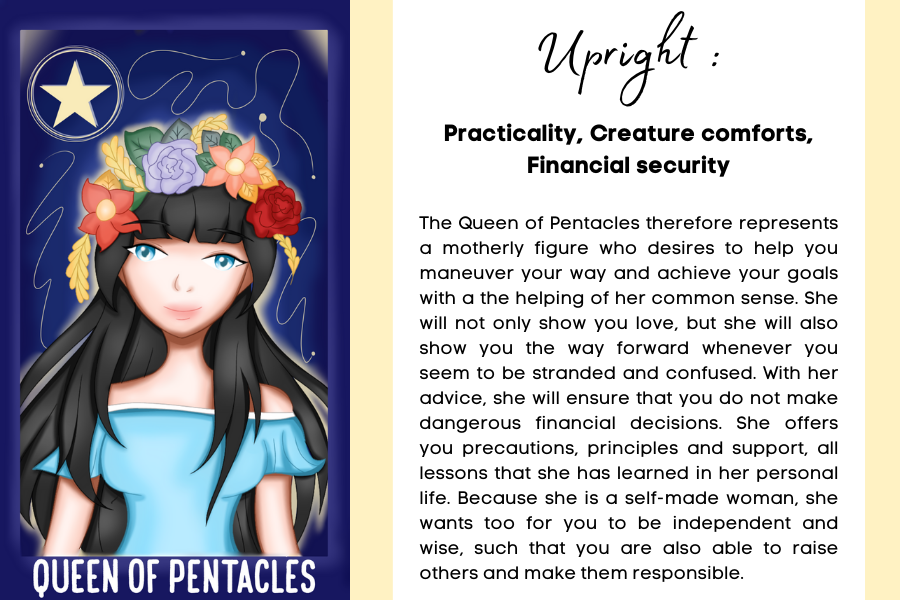 QUEEN OF PENTACLES
Upright :
Practicality, Creature comforts,
Financial security
The Queen of Pentacles therefore represents
a motherly figure who desires to help you
maneuver your way and achieve your goals
with a the helping of her common sense. She
will not only show you love, but she will also
show you the way forward whenever you
seem to be stranded and confused. With her
advice, she will ensure that you do not make
dangerous financial decisions. She offers
you precautions, principles and support, all
lessons that she has learned in her personal
life. Because she is a self-made woman, she
wants too for you to be independent and
wise, such that you are also able to raise
others and make them responsible.